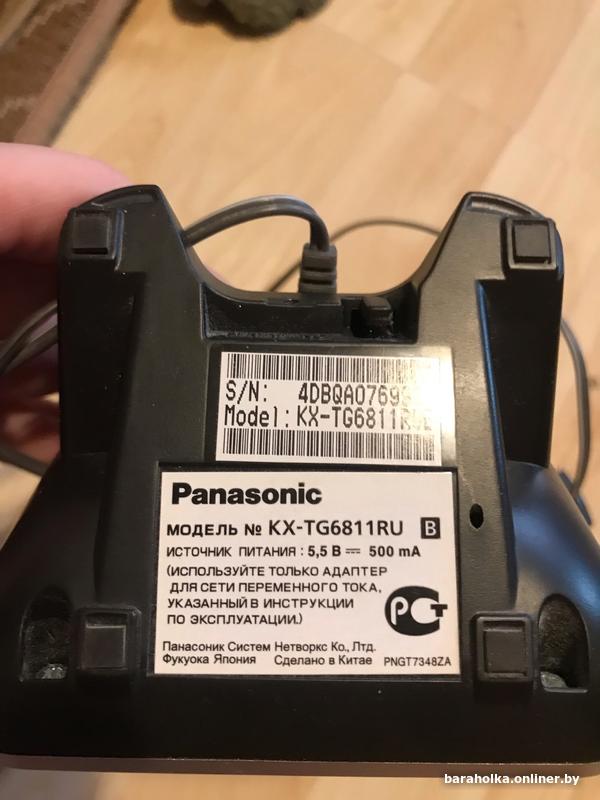 S/N:
Model: KX-TG6811
Panasonic
МОДЕЛЬ № KX-TG6811RU B
ИСТОЧНИК ПИТАНИЯ : 5,5 В 500 mA
(ИСПОЛЬЗУЙТЕ ТОЛЬКО АДАПТЕР
ДЛЯ СЕТИ ПЕРЕМЕННОГО ТОКА,
УКАЗАННЫЙ В ИНСТРУКЦИИ
ПО ЭКСПЛУАТАЦИИ.)
РСТ
Панасоник Систем Нетворкс Ко., Лтд.
Фукуока Япония Сделано в Китае PNGT7348ZA
baraholka.onliner.by